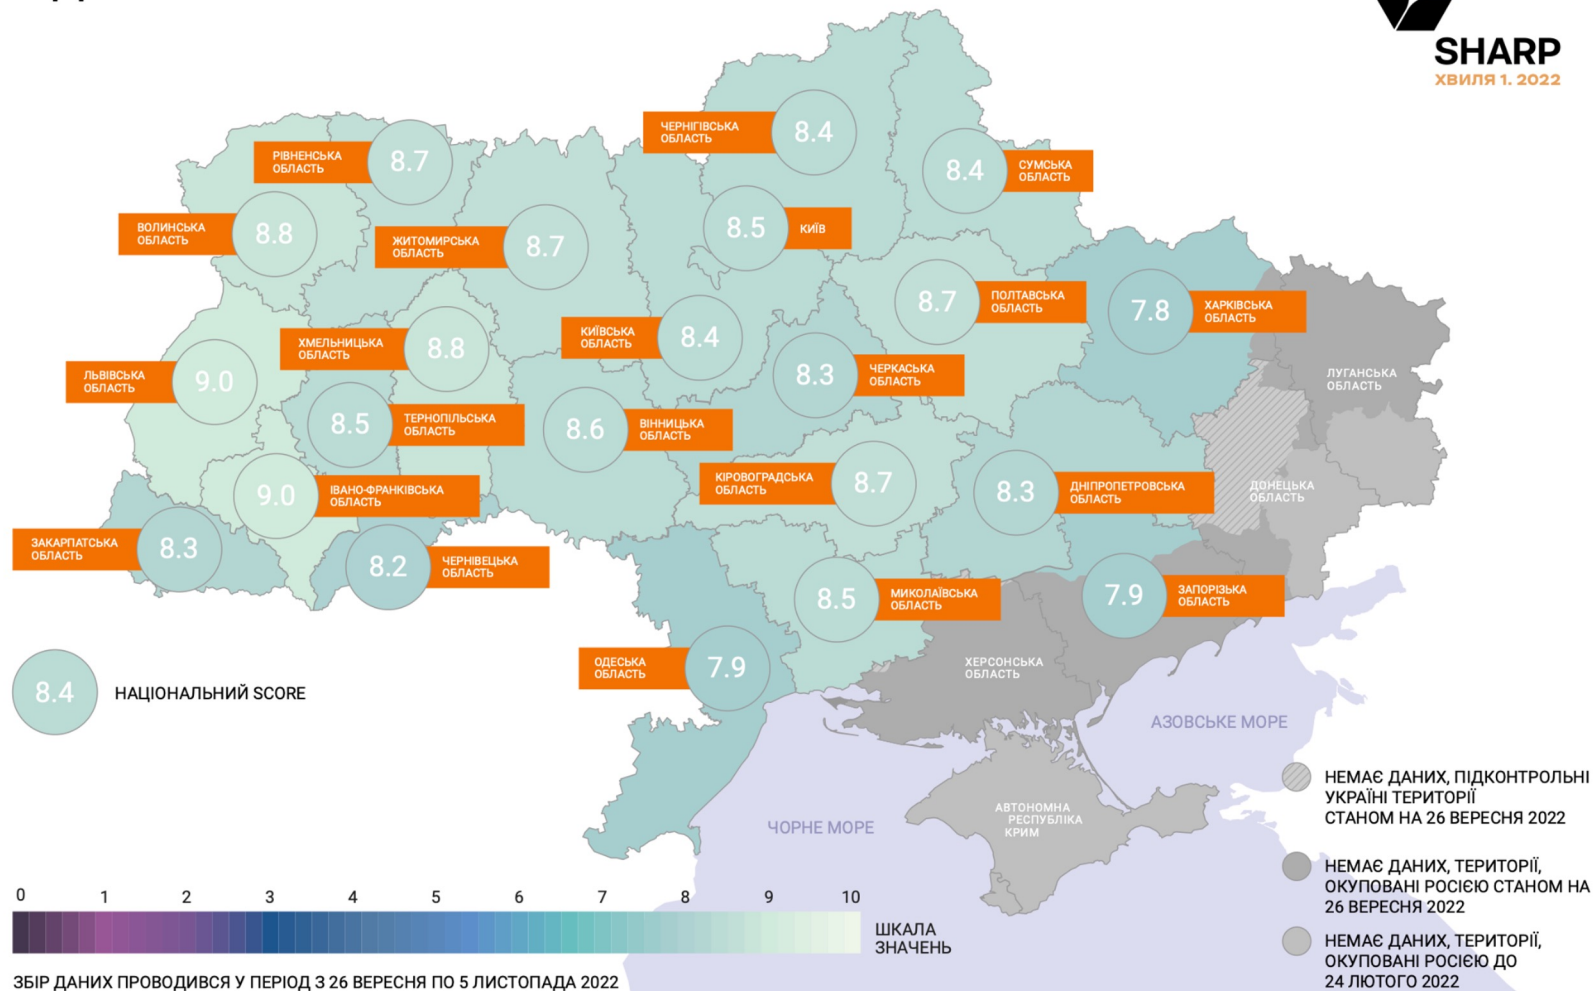 SHARP
ХВИЛЯ 1. 2022
ЧЕРНІГІВСЬКА
ОБЛАСТЬ
8.4
РІВНЕНСЬКА
ОБЛАСТЬ
8.7
8.4
СУМСЬКА
ОБЛАСТЬ
ВОЛИНСЬКА
ОБЛАСТЬ
8.8
ЖИТОМИРСЬКА
ОБЛАСТЬ
8.7
8.5
КИЇВ
8.7
ПОЛТАВСЬКА
ОБЛАСТЬ
7.8
ХАРКІВСЬКА
ОБЛАСТЬ
ХМЕЛЬНИЦЬКА
ОБЛАСТЬ
8.8
КИЇВСЬКА
ОБЛАСТЬ
8.4
ЛЬВІВСЬКА
ОБЛАСТЬ
9.0
8.3
ЧЕРКАСЬКА
ОБЛАСТЬ
ЛУГАНСЬКА
ОБЛАСТЬ
8.5
ТЕРНОПІЛЬСЬКА
ОБЛАСТЬ
8.6
ВІННИЦЬКА
ОБЛАСТЬ
9.0
ІВАНО-ФРАНКІВСЬКА
ОБЛАСТЬ
КІРОВОГРАДСЬКА
ОБЛАСТЬ
8.7
8.3
ДНІПРОПЕТРОВСЬКА
ОБЛАСТЬ
ДОНЕЦЬКА
ОБЛАСТЬ
ЗАКАРПАТСЬКА
ОБЛАСТЬ
8.3
8.2
ЧЕРНІВЕЦЬКА
ОБЛАСТЬ
8.5
МИКОЛАЇВСЬКА
ОБЛАСТЬ
7.9
ЗАПОРІЗЬКА
ОБЛАСТЬ
ОДЕСЬКА
ОБЛАСТЬ
7.9
ХЕРСОНСЬКА
ОБЛАСТЬ
8.4
НАЦІОНАЛЬНИЙ SCORE
АЗОВСЬКЕ МОРЕ
ЧОРНЕ МОРЕ
АВТОНОМНА
РЕСПУБЛІКА
КРИМ
НЕМАЄ ДАНИХ, ПІДКОНТРОЛЬНІ
УКРАЇНІ ТЕРИТОРІЇ
СТАНОМ НА 26 ВЕРЕСНЯ 2022
НЕМАЄ ДАНИХ, ТЕРИТОРІЇ,
ОКУПОВАНІ РОСІЄЮ СТАНОМ НА
26 ВЕРЕСНЯ 2022
НЕМАЄ ДАНИХ, ТЕРИТОРІЇ,
ОКУПОВАНІ РОСІЄЮ ДО
24 ЛЮТОГО 2022
0 1 2 3 4 5 6 7 8 9 10
ШКАЛА
ЗНАЧЕНЬ
ЗБІР ДАНИХ ПРОВОДИВСЯ У ПЕРІОД З 26 ВЕРЕСНЯ ПО 5 ЛИСТОПАДА 2022